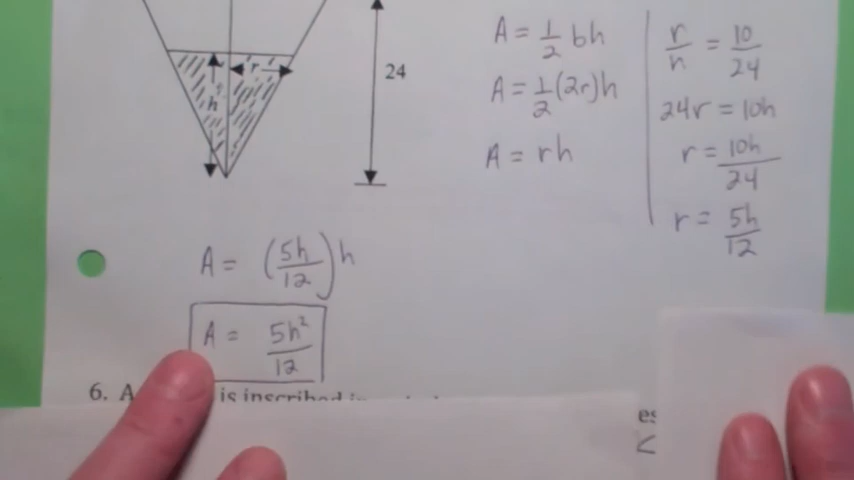 r
h
24
A = 1/2 bh
A = 1/2 (2r)h
A = rh
r/h = 10/24
24r = 10h
r = 10h/24
r = 5h/12
A = (5h/12)h
A = 5h²/12
6. A is inscribed